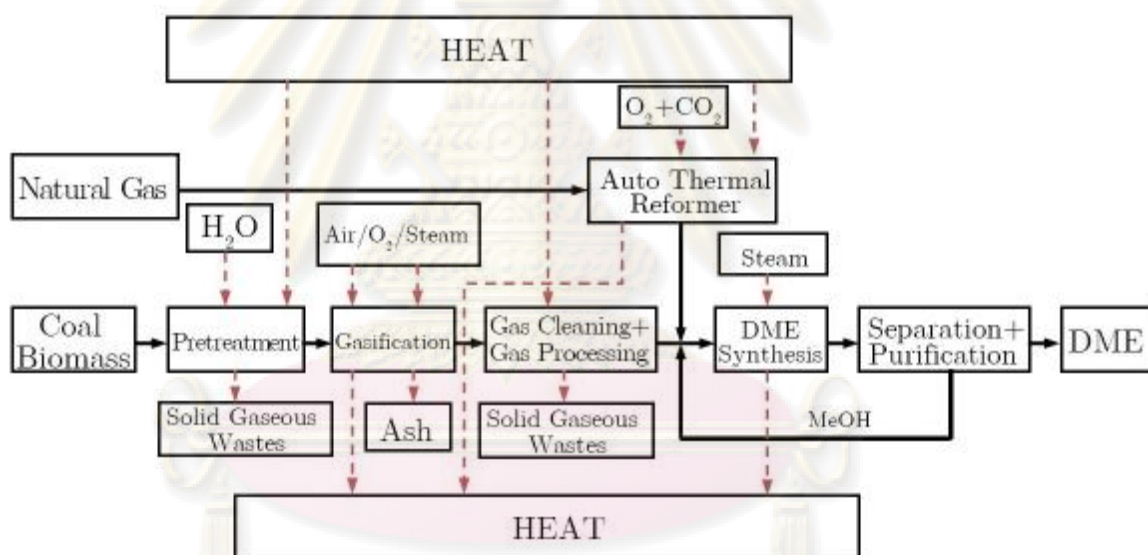 HEAT
O₂+CO₂
Natural Gas
Auto Thermal
Reformer
H₂O
Air/O₂/Steam
Steam
Coal
Biomass
Pretreatment
Gasification
Gas Cleaning+
Gas Processing
DME
Synthesis
Separation+
Purification
DME
Solid Gaseous
Wastes
Ash
Solid Gaseous
Wastes
MeOH
HEAT